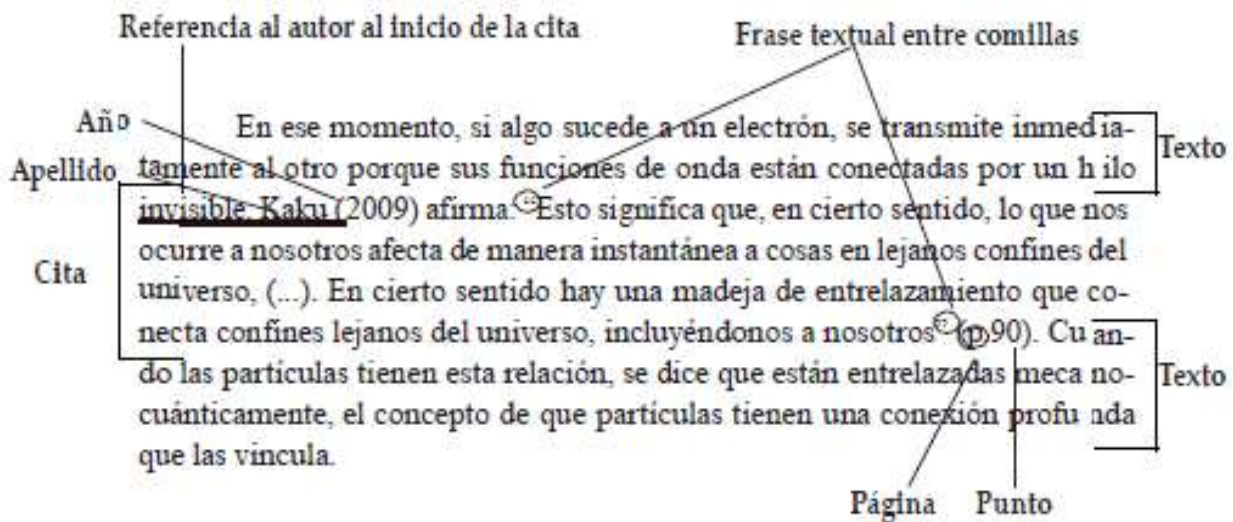 Referencia al autor al inicio de la cita
Frase textual entre comillas
Año
Apellido
Cita
En ese momento, si algo sucede a un electrón, se transmite inmedia-
tamente al otro porque sus funciones de onda están conectadas por un hilo
invisible. Kaku (2009) afirma: “Esto significa que, en cierto sentido, lo que nos
ocurre a nosotros afecta de manera instantánea a cosas en lejanos confines del
universo, (...). En cierto sentido hay una madeja de entrelazamiento que co-
necta confines lejanos del universo, incluyéndonos a nosotros” (p.90). Cuan-
do las partículas tienen esta relación, se dice que están entrelazadas mecano-
cuánticamente, el concepto de que partículas tienen una conexión profunda
que las vincula.
Texto
Texto
Página
Punto